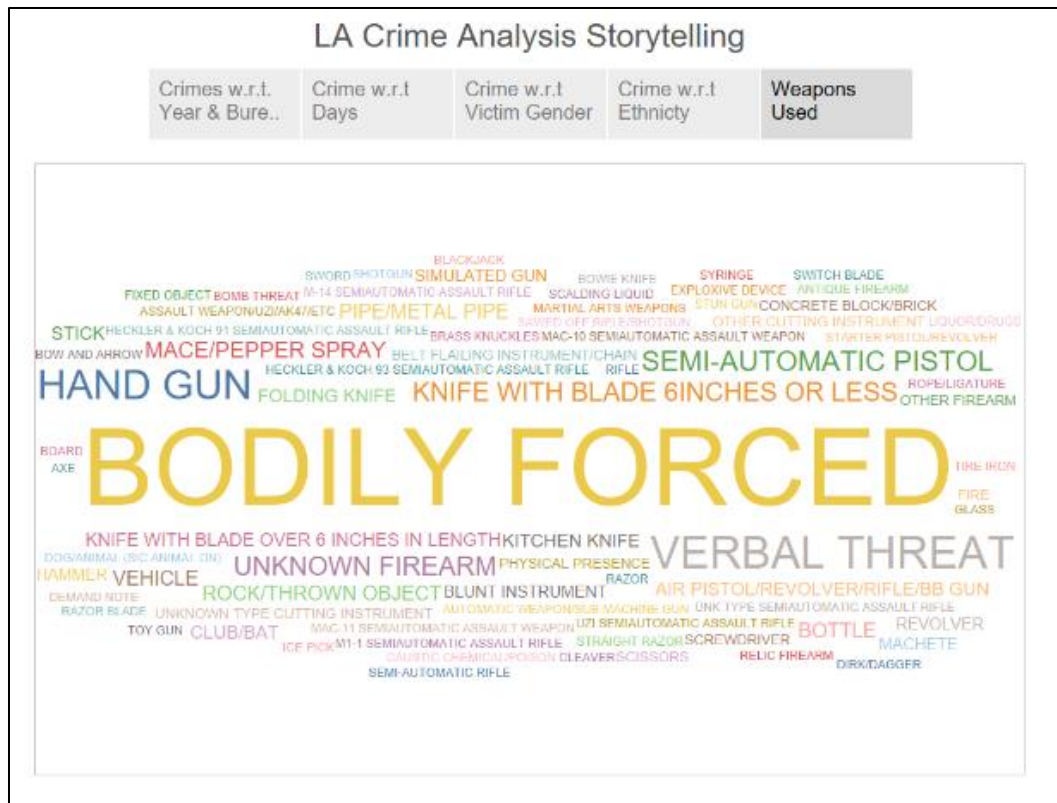 LA Crime Analysis Storytelling
Crimes w.r.t. Year & Bure..
Crime w.r.t Days
Crime w.r.t Victim Gender
Crime w.r.t Ethnicty
Weapons Used
BLACKJACK
SWORD SHOTGUN SIMULATED GUN BOWIE KNIFE SYRINGE SWITCH BLADE
FIXED OBJECT BOMB THREAT M-14 SEMIAUTOMATIC ASSAULT RIFLE SCALDING LIQUID EXPLOXIVE DEVICE ANTIQUE FIREARM
ASSAULT WEAPON/UZI/AK47/ETC PIPE/METAL PIPE MARTIAL ARTS WEAPONS STUN GUN CONCRETE BLOCK/BRICK
SAWED OFF RIFLE/SHOTGUN OTHER CUTTING INSTRUMENT LIQUOR/DRUGS
STICK HECKLER & KOCH 91 SEMIAUTOMATIC ASSAULT RIFLE BRASS KNUCKLES MAC-10 SEMIAUTOMATIC ASSAULT WEAPON STARTER PISTOL/REVOLVER
BOW AND ARROW MACE/PEPPER SPRAY BELT FLAILING INSTRUMENT/CHAIN SEMI-AUTOMATIC PISTOL
HECKLER & KOCH 93 SEMIAUTOMATIC ASSAULT RIFLE RIFLE
HAND GUN FOLDING KNIFE KNIFE WITH BLADE 6INCHES OR LESS ROPE/LIGATURE
OTHER FIREARM
BOARD
AXE
BODILY FORCED
TIRE IRON
FIRE
GLASS
KNIFE WITH BLADE OVER 6 INCHES IN LENGTH KITCHEN KNIFE VERBAL THREAT
DOG/ANIMAL (SIC ANIMAL ON) UNKNOWN FIREARM PHYSICAL PRESENCE
HAMMER VEHICLE RAZOR
ROCK/THROWN OBJECT BLUNT INSTRUMENT AIR PISTOL/REVOLVER/RIFLE/BB GUN
DEMAND NOTE
RAZOR BLADE UNKNOWN TYPE CUTTING INSTRUMENT AUTOMATIC WEAPON/SUB MACHINE GUN UNK TYPE SEMIAUTOMATIC ASSAULT RIFLE
TOY GUN CLUB/BAT MAC-11 SEMIAUTOMATIC ASSAULT WEAPON UZI SEMIAUTOMATIC ASSAULT RIFLE BOTTLE REVOLVER
ICE PICK M1-1 SEMIAUTOMATIC ASSAULT RIFLE STRAIGHT RAZOR SCREWDRIVER MACHETE
CAUSTIC CHEMICAL/POISON CLEAVER SCISSORS RELIC FIREARM
SEMI-AUTOMATIC RIFLE DIRK/DAGGER